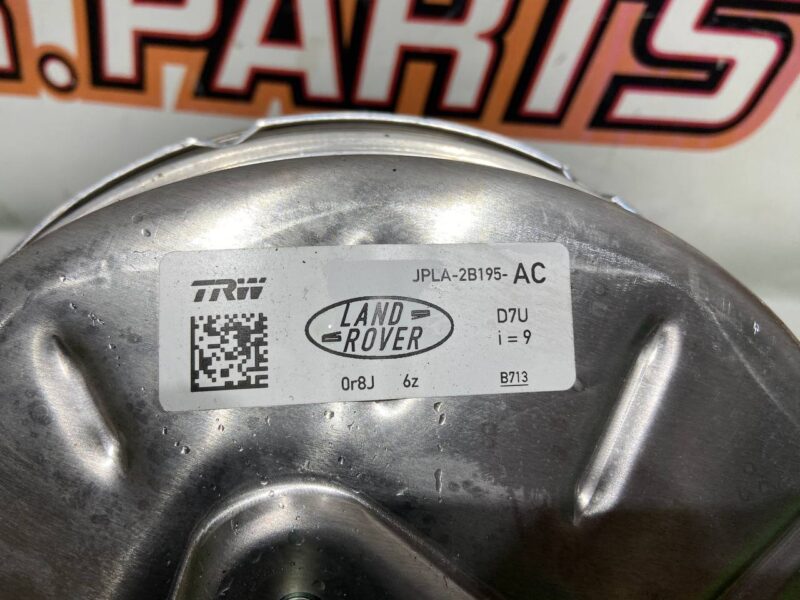 R.PARTS
TRW
JPLA-2B195- AC
LAND
ROVER
D7U
i = 9
0r8J 6z
B713